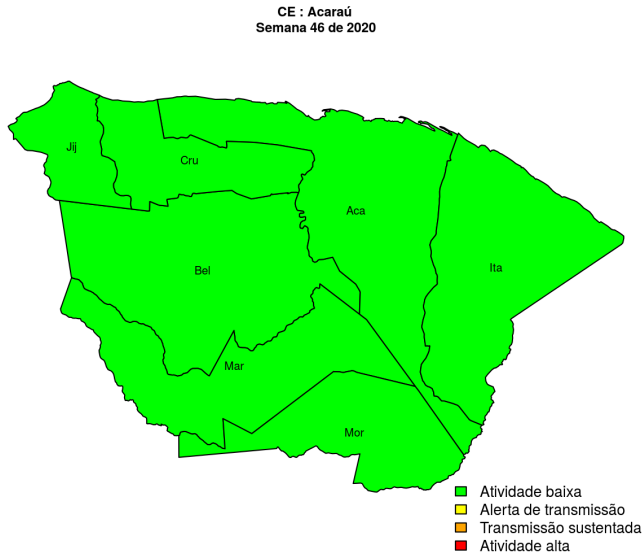 CE : Acaraú
Semana 46 de 2020
Jij
Cru
Aca
Bel
Ita
Mar
Mor
Atividade baixa
Alerta de transmissão
Transmissão sustentada
Atividade alta